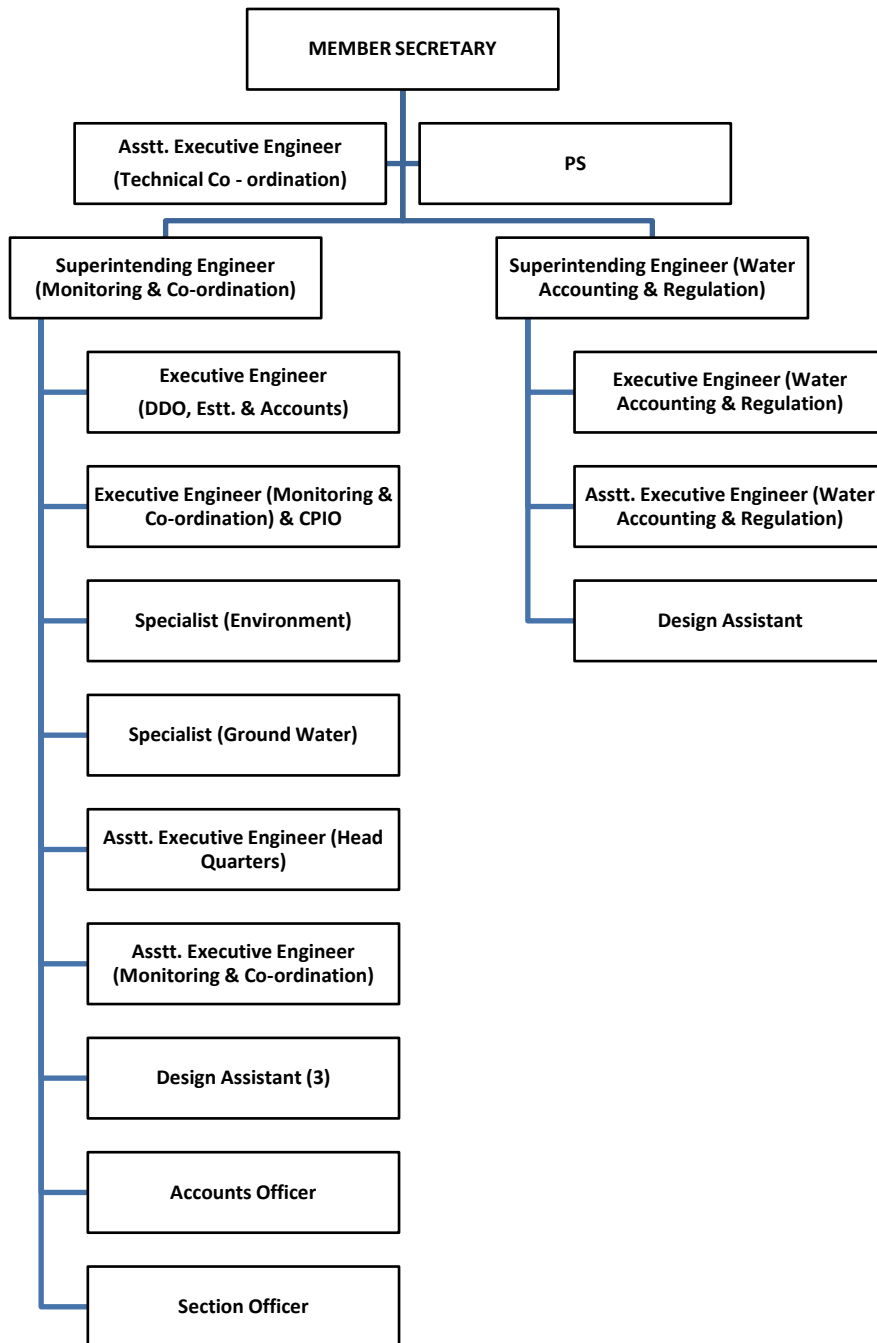 MEMBER SECRETARY
Asstt. Executive Engineer
(Technical Co - ordination)
PS
Superintending Engineer
(Monitoring & Co-ordination)
Superintending Engineer (Water
Accounting & Regulation)
Executive Engineer
(DDO, Estt. & Accounts)
Executive Engineer (Monitoring &
Co-ordination) & CPIO
Specialist (Environment)
Specialist (Ground Water)
Asstt. Executive Engineer (Head
Quarters)
Asstt. Executive Engineer
(Monitoring & Co-ordination)
Design Assistant (3)
Accounts Officer
Section Officer
Executive Engineer (Water
Accounting & Regulation)
Asstt. Executive Engineer (Water
Accounting & Regulation)
Design Assistant